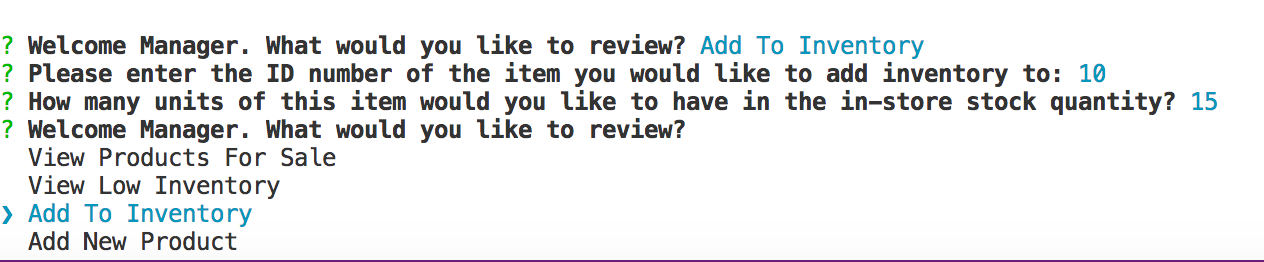 ? Welcome Manager. What would you like to review? Add To Inventory
? Please enter the ID number of the item you would like to add inventory to: 10
? How many units of this item would you like to have in the in-store stock quantity? 15
? Welcome Manager. What would you like to review?
View Products For Sale
View Low Inventory
❯ Add To Inventory
Add New Product